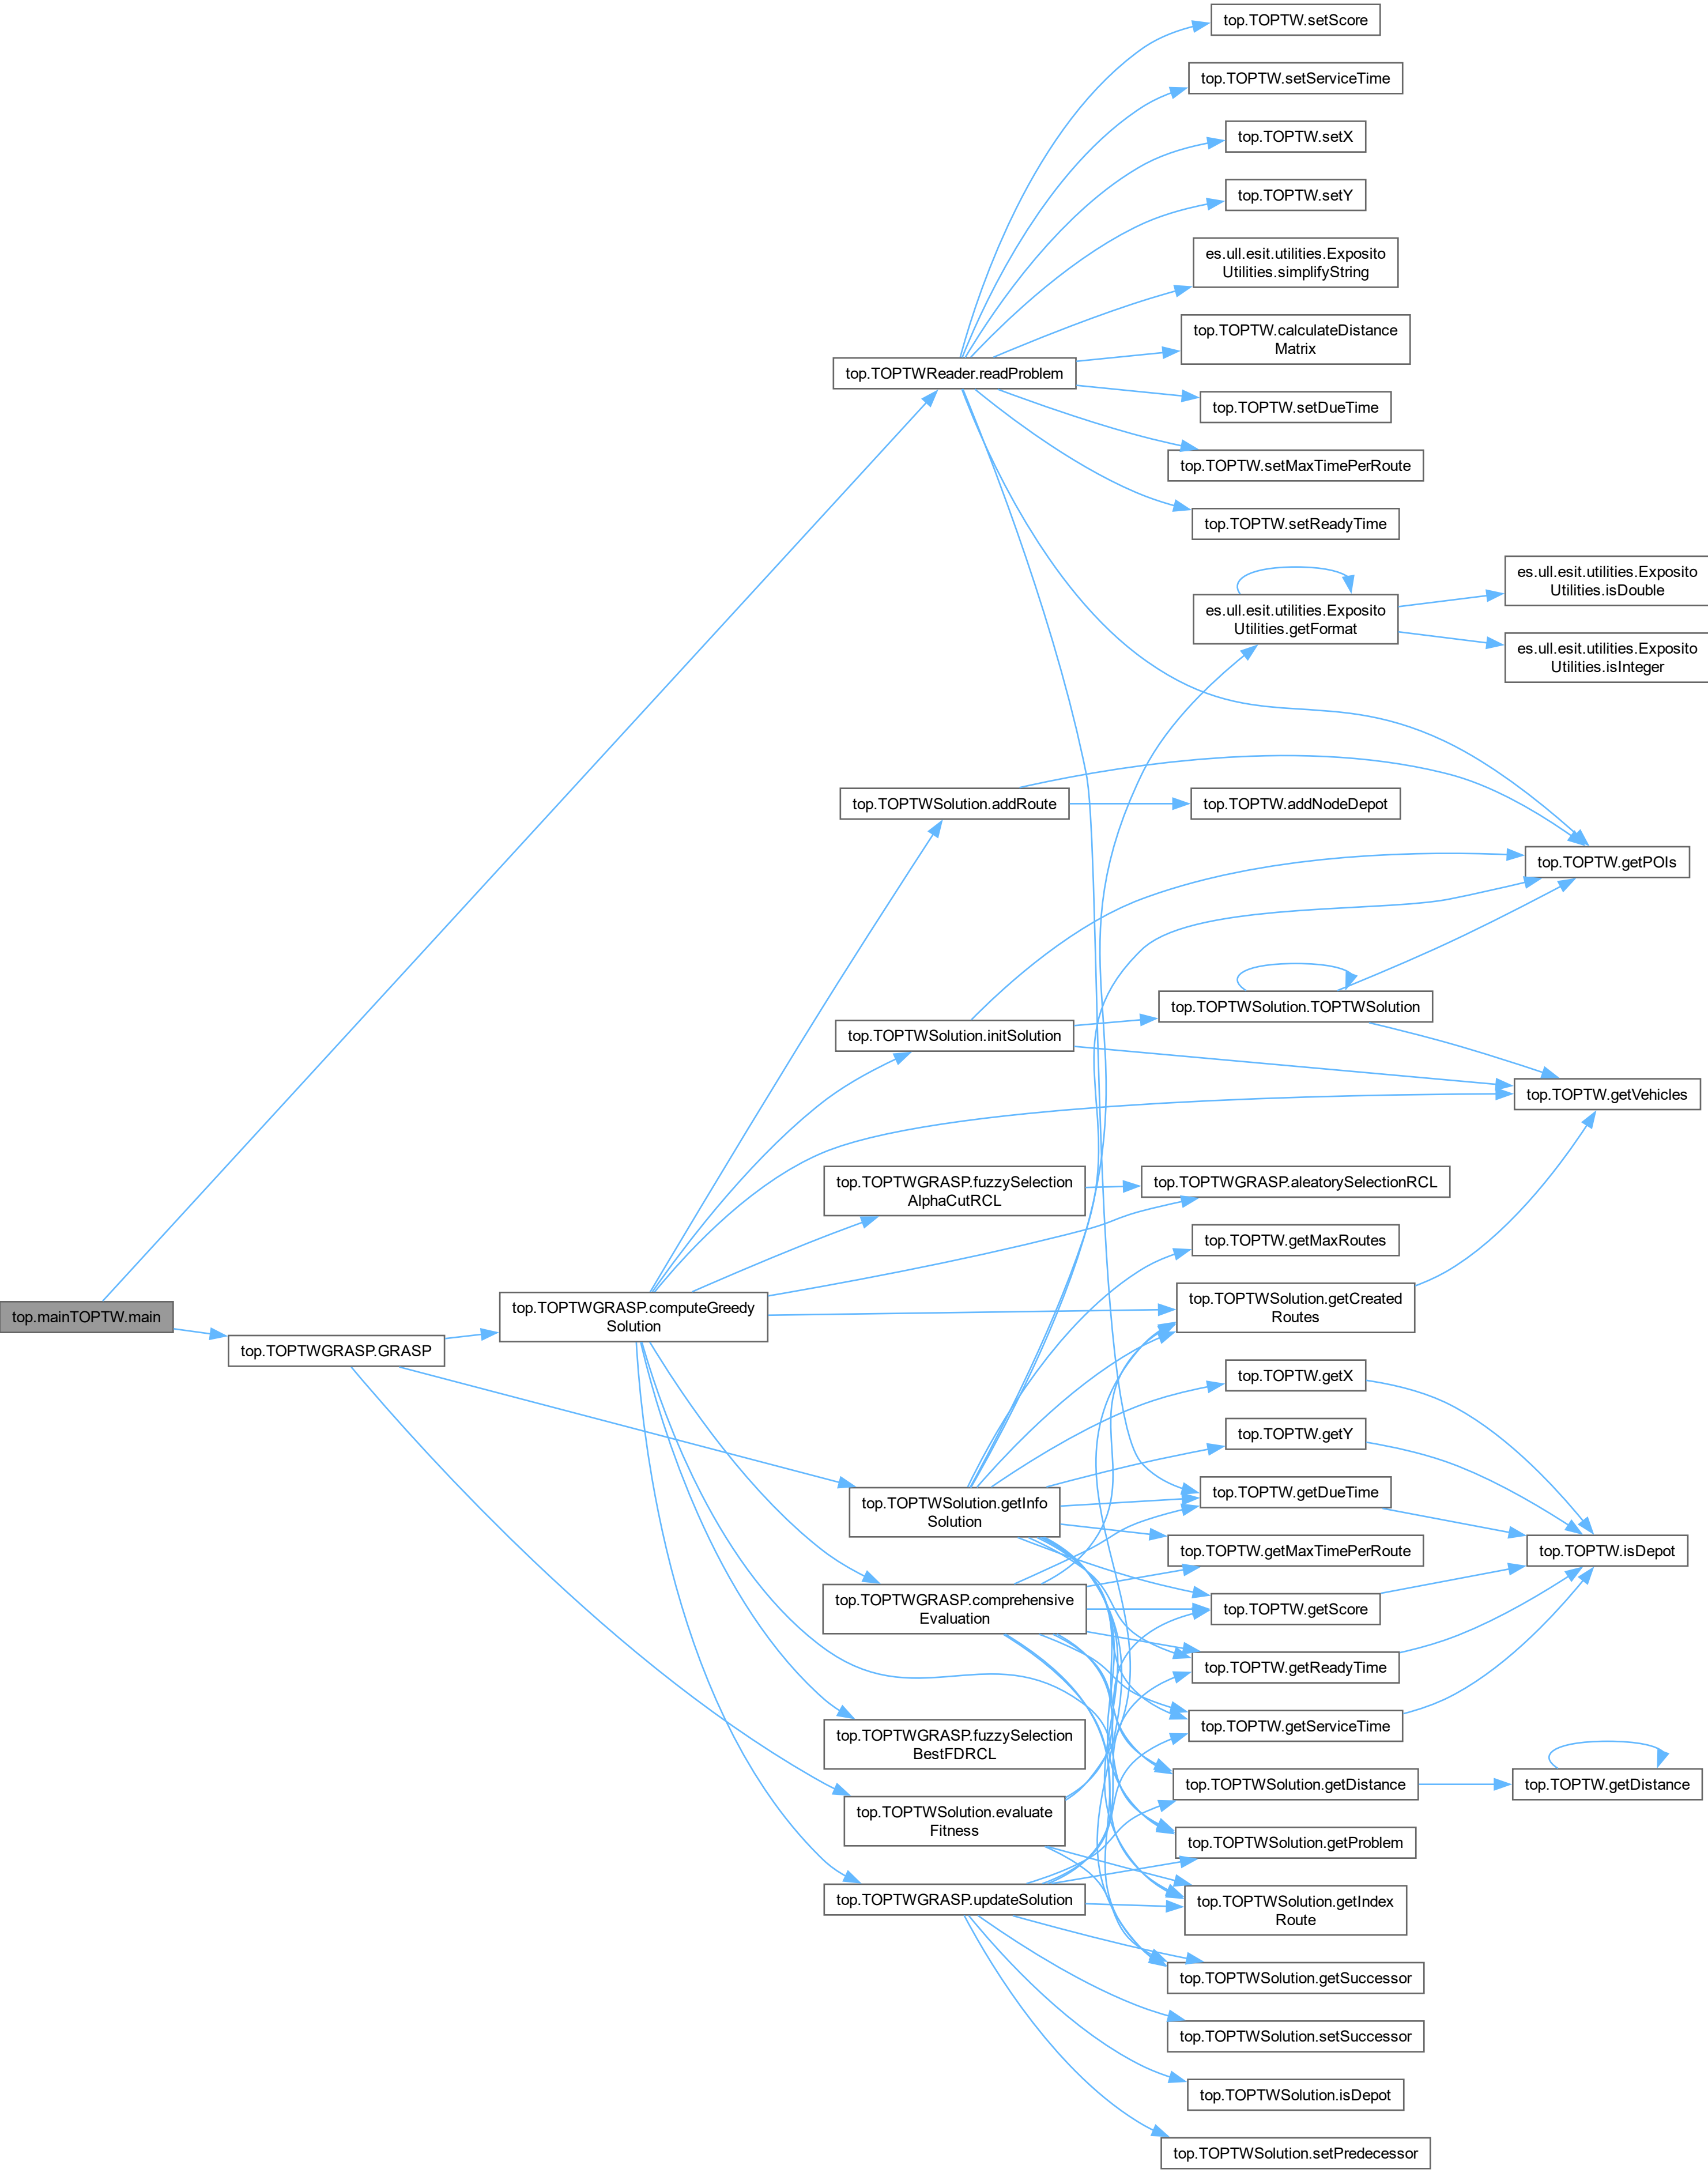 top.TOPTW.setScore
top.TOPTW.setServiceTime
top.TOPTW.setX
top.TOPTW.setY
es.ull.esit.utilities.Exposito
Utilities.simplifyString
top.TOPTW.calculateDistance
Matrix
top.TOPTWReader.readProblem
top.TOPTW.setDueTime
top.TOPTW.setMaxTimePerRoute
top.TOPTW.setReadyTime
es.ull.esit.utilities.Exposito
Utilities.isDouble
es.ull.esit.utilities.Exposito
Utilities.getFormat
es.ull.esit.utilities.Exposito
Utilities.isInteger
top.TOPTWSolution.addRoute
top.TOPTW.addNodeDepot
top.TOPTW.getPOIs
top.TOPTWSolution.TOPTWSolution
top.TOPTWSolution.initSolution
top.TOPTW.getVehicles
top.TOPTWGRASP.fuzzySelection
AlphaCutRCL
top.TOPTWGRASP.aleatorySelectionRCL
top.TOPTW.getMaxRoutes
top.TOPTWSolution.getCreated
Routes
top.mainTOPTW.main
top.TOPTWGRASP.computeGreedy
Solution
top.TOPTWGRASP.GRASP
top.TOPTW.getX
top.TOPTW.getY
top.TOPTW.getDueTime
top.TOPTWSolution.getInfo
Solution
top.TOPTW.getMaxTimePerRoute
top.TOPTW.isDepot
top.TOPTWGRASP.comprehensive
Evaluation
top.TOPTW.getScore
top.TOPTW.getReadyTime
top.TOPTW.getServiceTime
top.TOPTWGRASP.fuzzySelection
BestFDRCL
top.TOPTWSolution.getDistance
top.TOPTW.getDistance
top.TOPTWSolution.evaluate
Fitness
top.TOPTWSolution.getProblem
top.TOPTWGRASP.updateSolution
top.TOPTWSolution.getIndex
Route
top.TOPTWSolution.getSuccessor
top.TOPTWSolution.setSuccessor
top.TOPTWSolution.isDepot
top.TOPTWSolution.setPredecessor